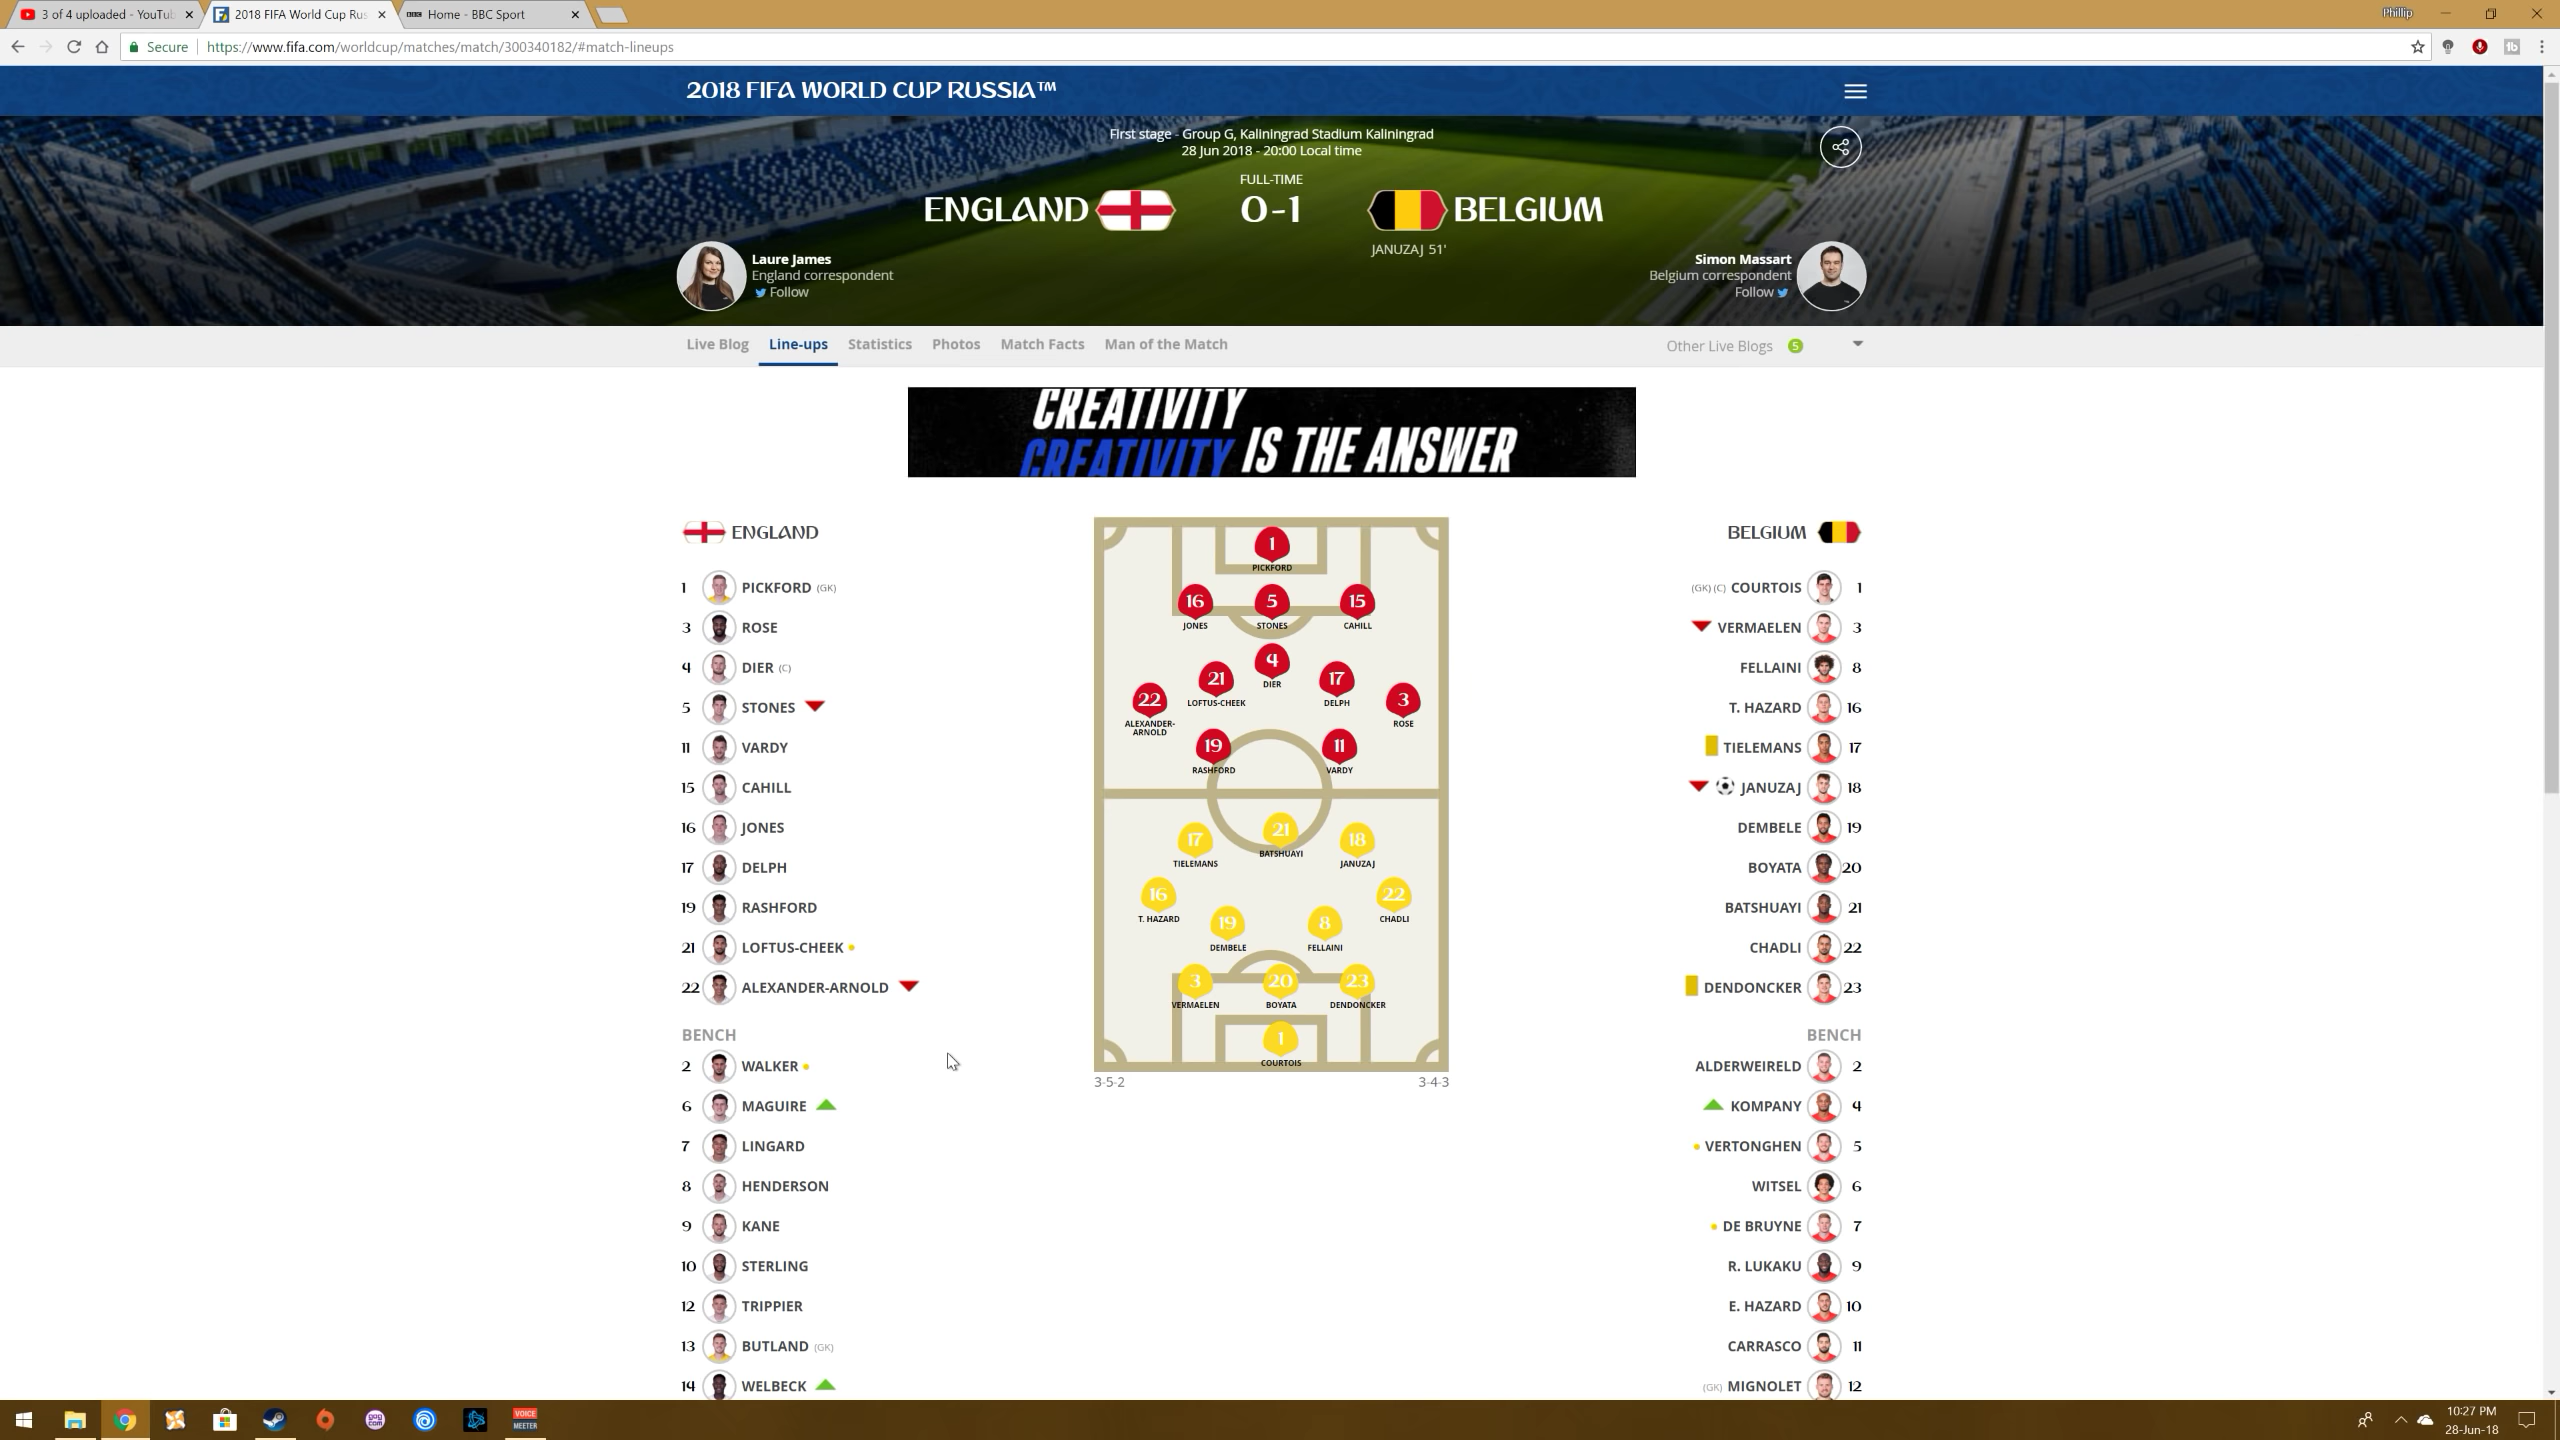 3 of 4 uploaded - YouTub
2018 FIFA World Cup Rus
Home - BBC Sport
Phillip
Secure
https://www.fifa.com/worldcup/matches/match/300340182/#match-lineups
2018 FIFA WORLD CUP RUSSIA™
First stage - Group G, Kaliningrad Stadium Kaliningrad
28 Jun 2018 - 20:00 Local time
FULL-TIME
ENGLAND 0-1 BELGIUM
JANUZAJ 51'
Laure James
England correspondent
Follow
Simon Massart
Belgium correspondent
Follow
Live Blog Line-ups Statistics Photos Match Facts Man of the Match
Other Live Blogs 5
CREATIVITY
CREATIVITY IS THE ANSWER
ENGLAND
1 PICKFORD (GK)
3 ROSE
4 DIER (C)
5 STONES
11 VARDY
15 CAHILL
16 JONES
17 DELPH
19 RASHFORD
21 LOFTUS-CHEEK
22 ALEXANDER-ARNOLD
BENCH
2 WALKER
6 MAGUIRE
7 LINGARD
8 HENDERSON
9 KANE
10 STERLING
12 TRIPPIER
13 BUTLAND (GK)
14 WELBECK
1
PICKFORD
16 5 15
JONES STONES CAHILL
4
DIER
21 17
LOFTUS-CHEEK DELPH
22 3
ALEXANDER-
ARNOLD
ROSE
19 11
RASHFORD VARDY
17 21 18
TIELEMANS BATSHUAYI JANUZAJ
16 22
T. HAZARD CHADLI
19 8
DEMBELE FELLAINI
3 20 23
VERMAELEN BOYATA DENDONCKER
1
COURTOIS
3-5-2 3-4-3
BELGIUM
(GK) (C) COURTOIS 1
VERMAELEN 3
FELLAINI 8
T. HAZARD 16
TIELEMANS 17
JANUZAJ 18
DEMBELE 19
BOYATA 20
BATSHUAYI 21
CHADLI 22
DENDONCKER 23
BENCH
ALDERWEIRELD 2
KOMPANY 4
VERTONGHEN 5
WITSEL 6
DE BRUYNE 7
R. LUKAKU 9
E. HAZARD 10
CARRASCO 11
(GK) MIGNOLET 12
GOG COM
VOICE
MEETER
10:27 PM
28-Jun-18